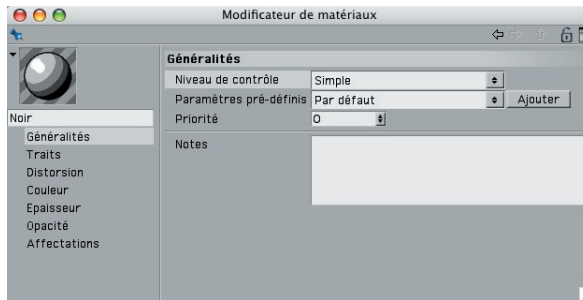 Modificateur de matériaux
Généralités
Niveau de contrôle Simple
Paramètres pré-définis Par défaut Ajouter
Priorité 0
Notes
Noir
Généralités
Traits
Distorsion
Couleur
Epaisseur
Opacité
Affectations